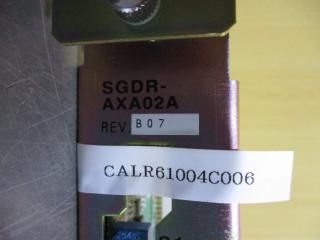 SGDR-
AXA02A
REV. B07
CALR61004C006